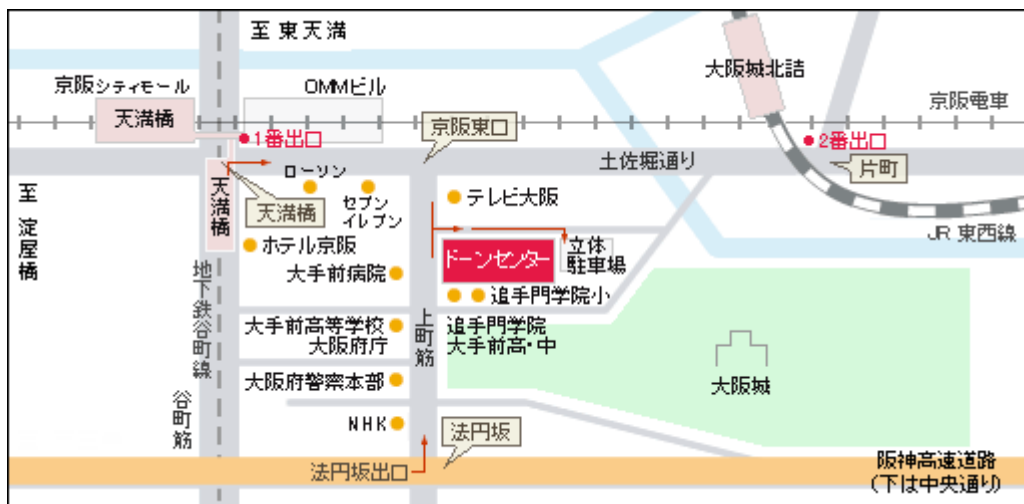 至 東天満
京阪シティモール
OMMビル
大阪城北詰
天満橋
京阪電車
1番出口
京阪東口
2番出口
土佐堀通り
片町
ローソン
天満橋
セブン
イレブン
天満橋
テレビ大阪
至 淀屋橋
ホテル京阪
JR 東西線
ドーンセンター
立体
駐車場
大手前病院
追手門学院小
地下鉄谷町線
上町筋
大手前高等学校
大阪府庁
追手門学院
大手前高・中
大阪府警察本部
大阪城
谷町筋
NHK
法円坂
法円坂出口
阪神高速道路
(下は中央通り)